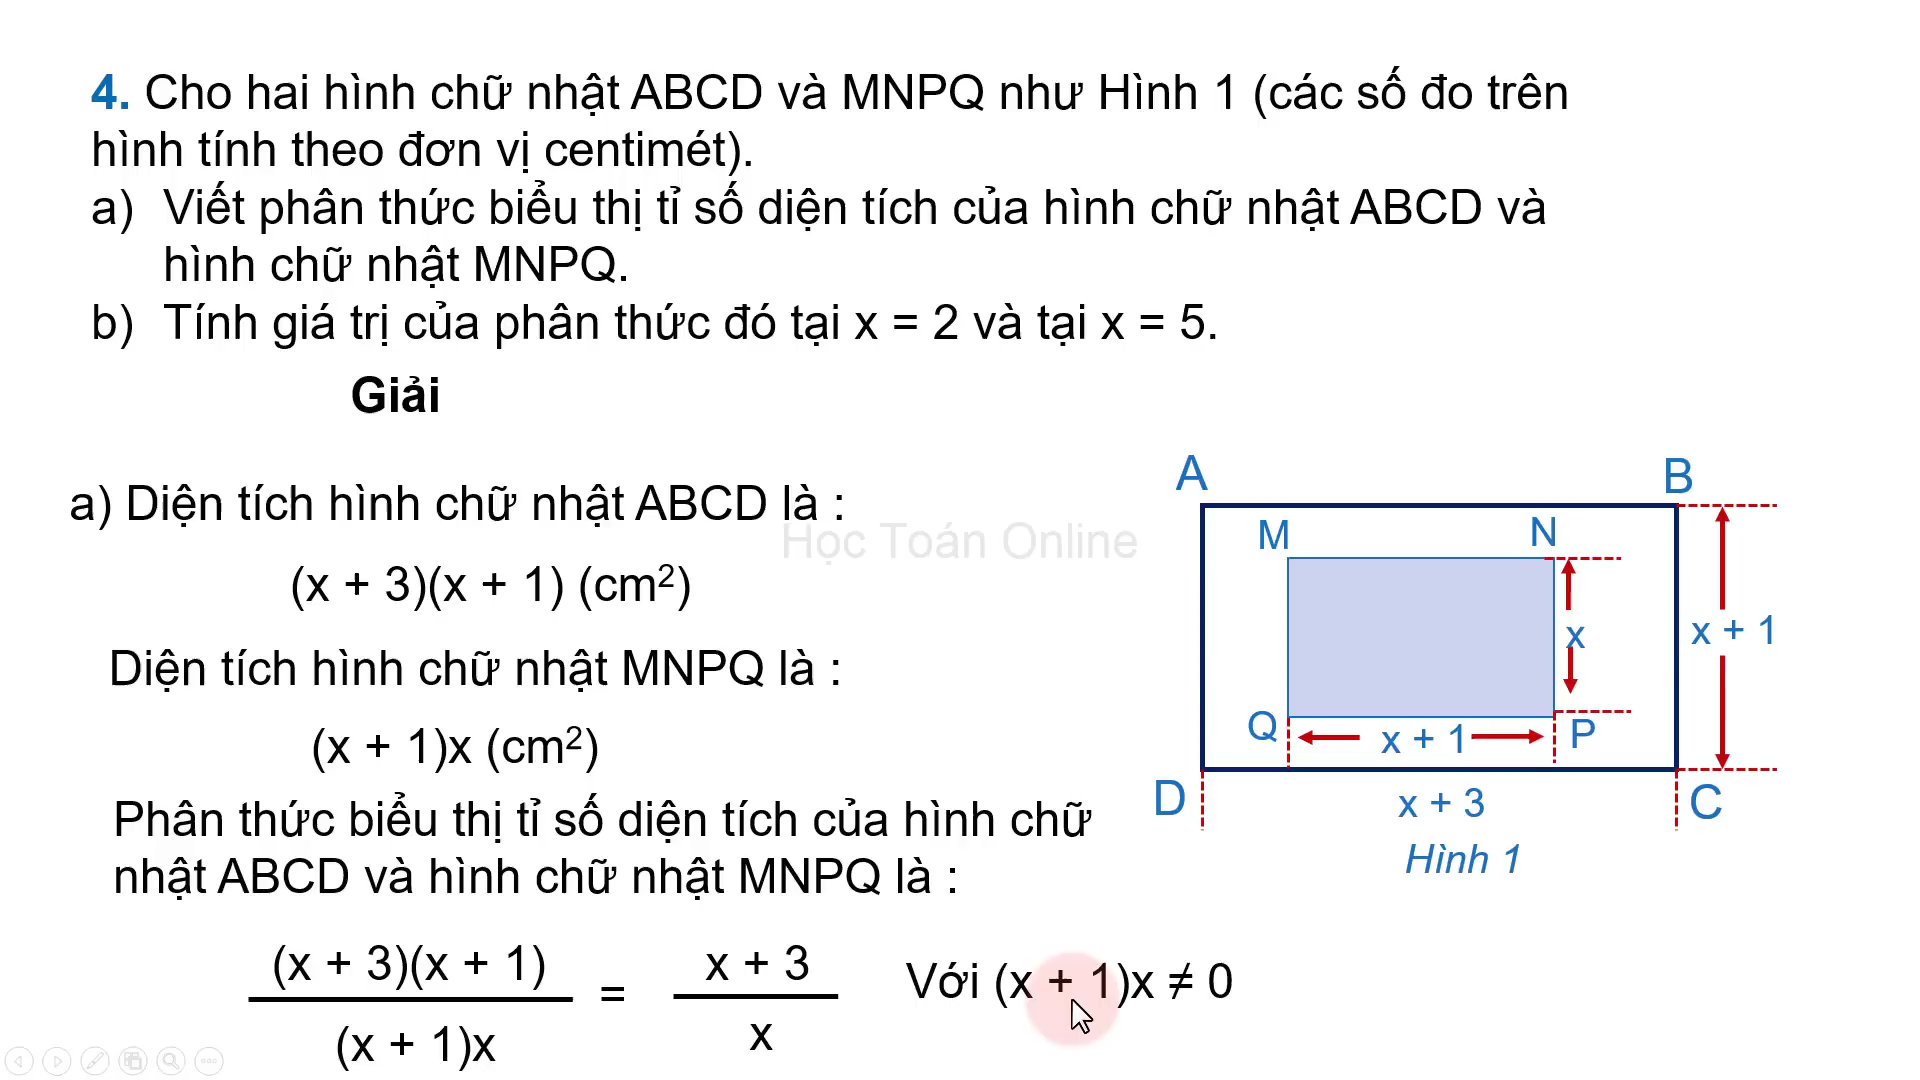 4. Cho hai hình chữ nhật ABCD và MNPQ như Hình 1 (các số đo trên
hình tính theo đơn vị centimét).
a) Viết phân thức biểu thị tỉ số diện tích của hình chữ nhật ABCD và
hình chữ nhật MNPQ.
b) Tính giá trị của phân thức đó tại x = 2 và tại x = 5.
Giải
a) Diện tích hình chữ nhật ABCD là :
Học Toán Online
(x + 3)(x + 1) (cm²)
Diện tích hình chữ nhật MNPQ là :
(x + 1)x (cm²)
Phân thức biểu thị tỉ số diện tích của hình chữ
nhật ABCD và hình chữ nhật MNPQ là :
(x + 3)(x + 1)
(x + 1)x
=
x + 3
x
Với (x + 1)x ≠ 0
A
B
M
N
x
x + 1
Q
x + 1
P
D
x + 3
C
Hình 1